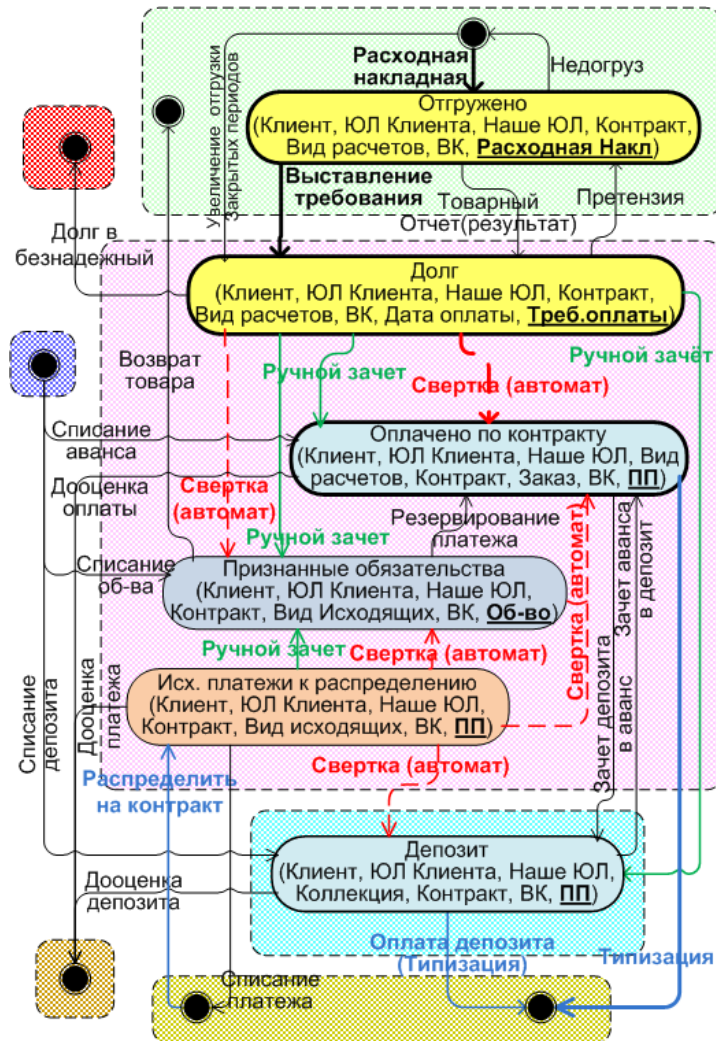 Расходная
накладная
Недогруз
Увеличение отгрузки
Закрытых периодов
Отгружено
(Клиент, ЮЛ Клиента, Наше ЮЛ, Контракт,
Вид расчетов, ВК, Расходная Накл)
Выставление
требования
Товарный
Отчет(результат)
Претензия
Долг в
безнадежный
Долг
(Клиент, ЮЛ Клиента, Наше ЮЛ, Контракт,
Вид расчетов, ВК, Дата оплаты, Треб.оплаты)
Возврат
товара
Ручной зачет
Свертка (автомат)
Ручной зачёт
Списание
аванса
Оплачено по контракту
(Клиент, ЮЛ Клиента, Наше ЮЛ, Вид
расчетов, Контракт, Заказ, ВК, ПП)
Дооценка
оплаты
Свертка
(автомат)
Ручной зачет
Резервирование
платежа
Списание
об-ва
Признанные обязательства
(Клиент, ЮЛ Клиента, Наше ЮЛ,
Контракт, Вид Исходящих, ВК, Об-во)
Свертка (автомат)
Зачет аванса
в депозит
Ручной зачет
Свертка (автомат)
Исх. платежи к распределению
(Клиент, ЮЛ Клиента, Наше ЮЛ,
Контракт, Вид исходящих, ВК, ПП)
Списание
депозита
Дооценка
платежа
Зачет депозита
в аванс
Свертка (автомат)
Распределить
на контракт
Депозит
(Клиент, ЮЛ Клиента, Наше ЮЛ,
Коллекция, Контракт, ВК, ПП)
Дооценка
депозита
Оплата депозита
(Типизация)
Типизация
Списание
платежа